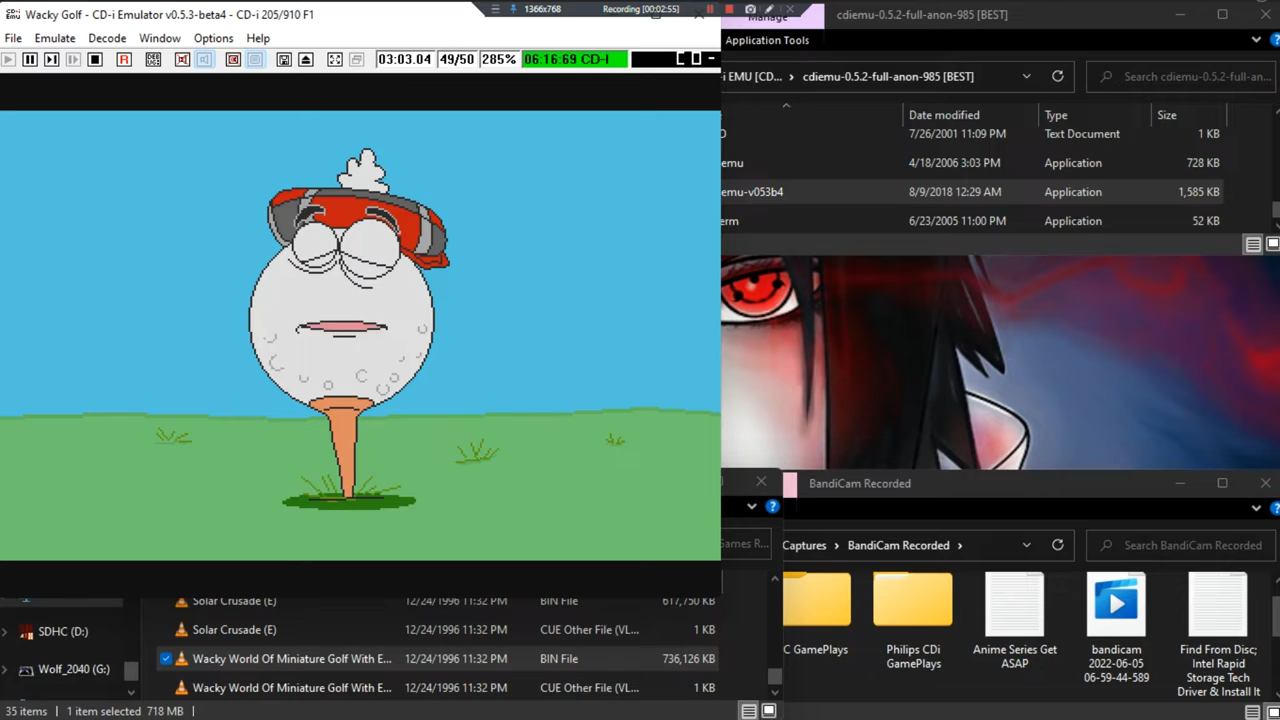 Wacky Golf - CD-i Emulator v0.5.3-beta4 - CD-i 205/910 F1
1366x768
Recording [00:02:55]
Manage
cdiemu-0.5.2-full-anon-985 [BEST]
File
Emulate
Decode
Window
Options
Help
Application Tools
03:03.04
49/50
285%
06:16:69 CD-I
-i EMU [CD...
cdiemu-0.5.2-full-anon-985 [BEST]
Search cdiemu-0.5.2-full-an...
Date modified
Type
Size
7/26/2001 11:09 PM
Text Document
1 KB
emu
4/18/2006 3:03 PM
Application
728 KB
emu-v053b4
8/9/2018 12:29 AM
Application
1,585 KB
erm
6/23/2005 11:00 PM
Application
52 KB
BandiCam Recorded
Games R...
Captures
BandiCam Recorded
Search BandiCam Recorded
Solar Crusade (E)
12/24/1996 11:32 PM
BIN File
617,750 KB
SDHC (D:)
Solar Crusade (E)
12/24/1996 11:32 PM
CUE Other File (VL...
1 KB
Wolf_2040 (G:)
Wacky World Of Miniature Golf With E...
12/24/1996 11:32 PM
BIN File
736,126 KB
Wacky World Of Miniature Golf With E...
12/24/1996 11:32 PM
CUE Other File (VL...
1 KB
C GamePlays
Philips CDi
GamePlays
Anime Series Get
ASAP
bandicam
2022-06-05
06-59-44-589
Find From Disc;
Intel Rapid
Storage Tech
Driver & Install It
35 items
1 item selected 718 MB